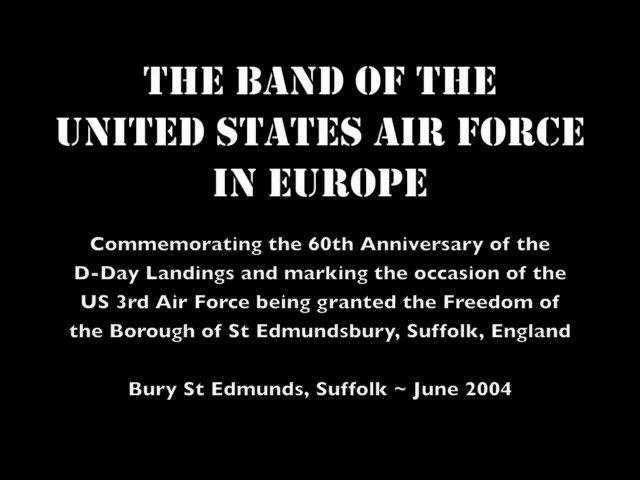 THE BAND OF THE
UNITED STATES AIR FORCE
IN EUROPE
Commemorating the 60th Anniversary of the
D-Day Landings and marking the occasion of the
US 3rd Air Force being granted the Freedom of
the Borough of St Edmundsbury, Suffolk, England
Bury St Edmunds, Suffolk ~ June 2004